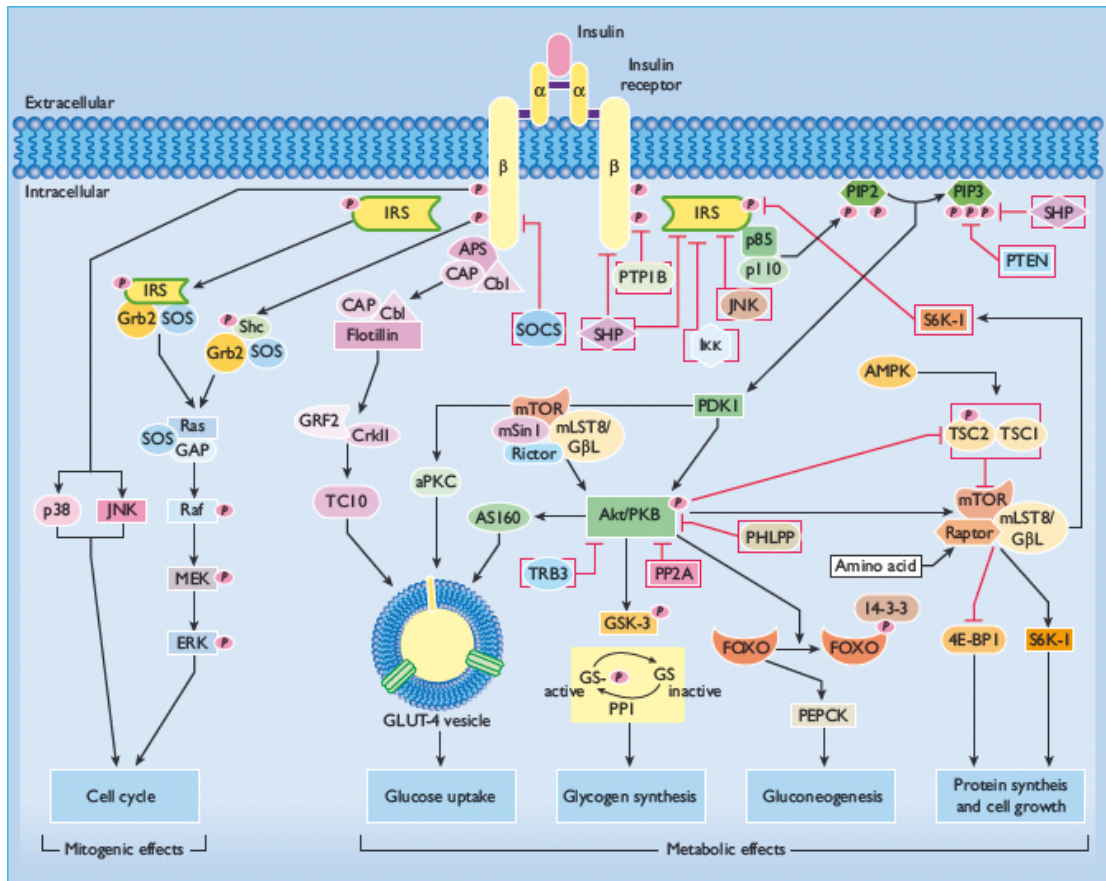 Insulin
Insulin
receptor
α
α
Extracellular
β
β
Intracellular
P
IRS
P
P
APS
CAP
Cbl
P
P
PTP1B
SOCS
SHP
IRS
P
p85
p110
JNK
Iκκ
PIP2
P
P
PIP3
P
P
P
SHP
PTEN
S6K-1
P
IRS
Grb2
SOS
P
Shc
Grb2
SOS
CAP
Cbl
Flotillin
AMPK
P
TSC2
TSC1
PDK1
mTOR
mSin1
mLST8/
GβL
Rictor
GRF2
CrkII
SOS
Ras
GAP
p38
JNK
Raf
P
TC10
aPKC
AS160
Akt/PKB
P
PHLPP
mTOR
Raptor
mLST8/
GβL
Amino acid
TRB3
PP2A
MEK
P
ERK
P
GSK-3
P
14-3-3
P
FOXO
FOXO
4E-BP1
S6K-1
GS-
P
GS
active
inactive
PP1
PEPCK
GLUT-4 vesicle
Cell cycle
Glucose uptake
Glycogen synthesis
Gluconeogenesis
Protein syntheis
and cell growth
Mitogenic effects
Metabolic effects